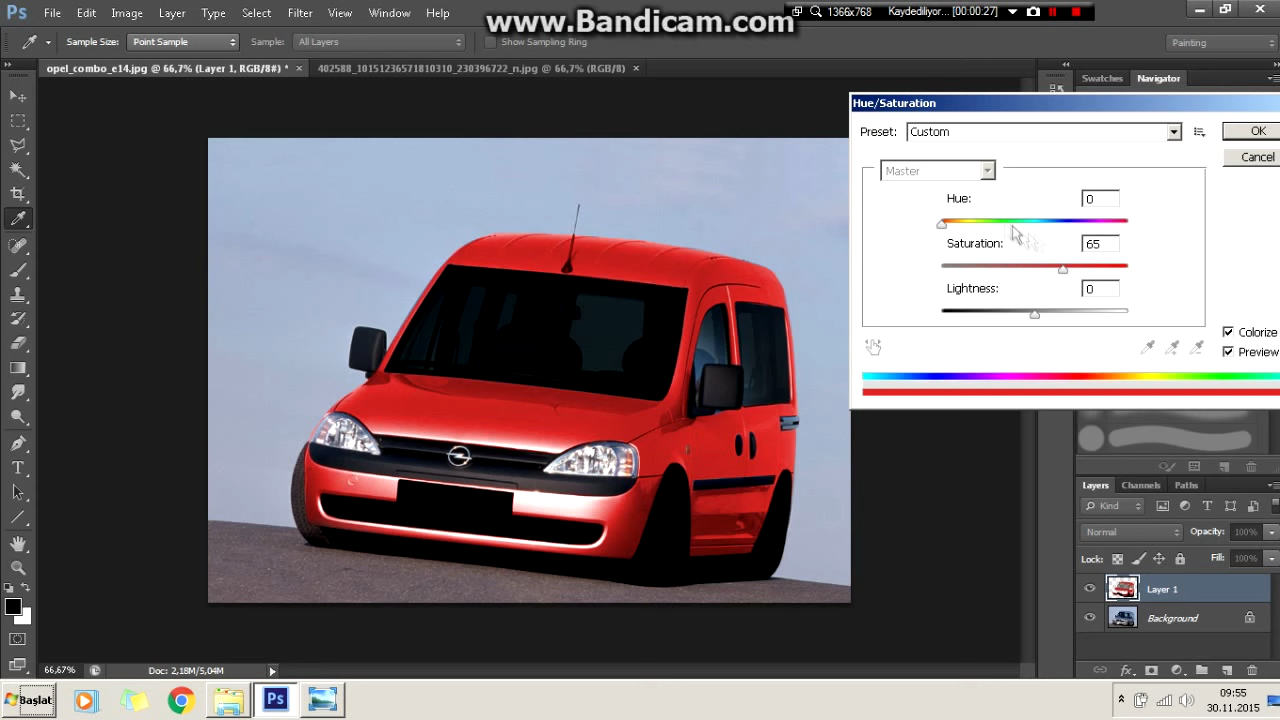 www.Bandicam.com
1366x768 Kaydediliyor... [00:00:27]
Ps File Edit Image Layer Type Select Filter View Window Help
Sample Size: Point Sample Sample: All Layers Show Sampling Ring Painting
opel_combo_e14.jpg @ 66,7% (Layer 1, RGB/8#) * × 402588_10151236571810310_230396722_n.jpg @ 66,7% (RGB/8) ×
Swatches Navigator
Hue/Saturation
Preset: Custom OK
Cancel
Master
Hue: 0
Saturation: 65
Lightness: 0
Colorize
Preview
Layers Channels Paths
Kind
Normal Opacity: 100%
Lock: Fill: 100%
Layer 1
Background
fx
66,67% Doc: 2,18M/5,04M
Başlat Ps
09:55
30.11.2015